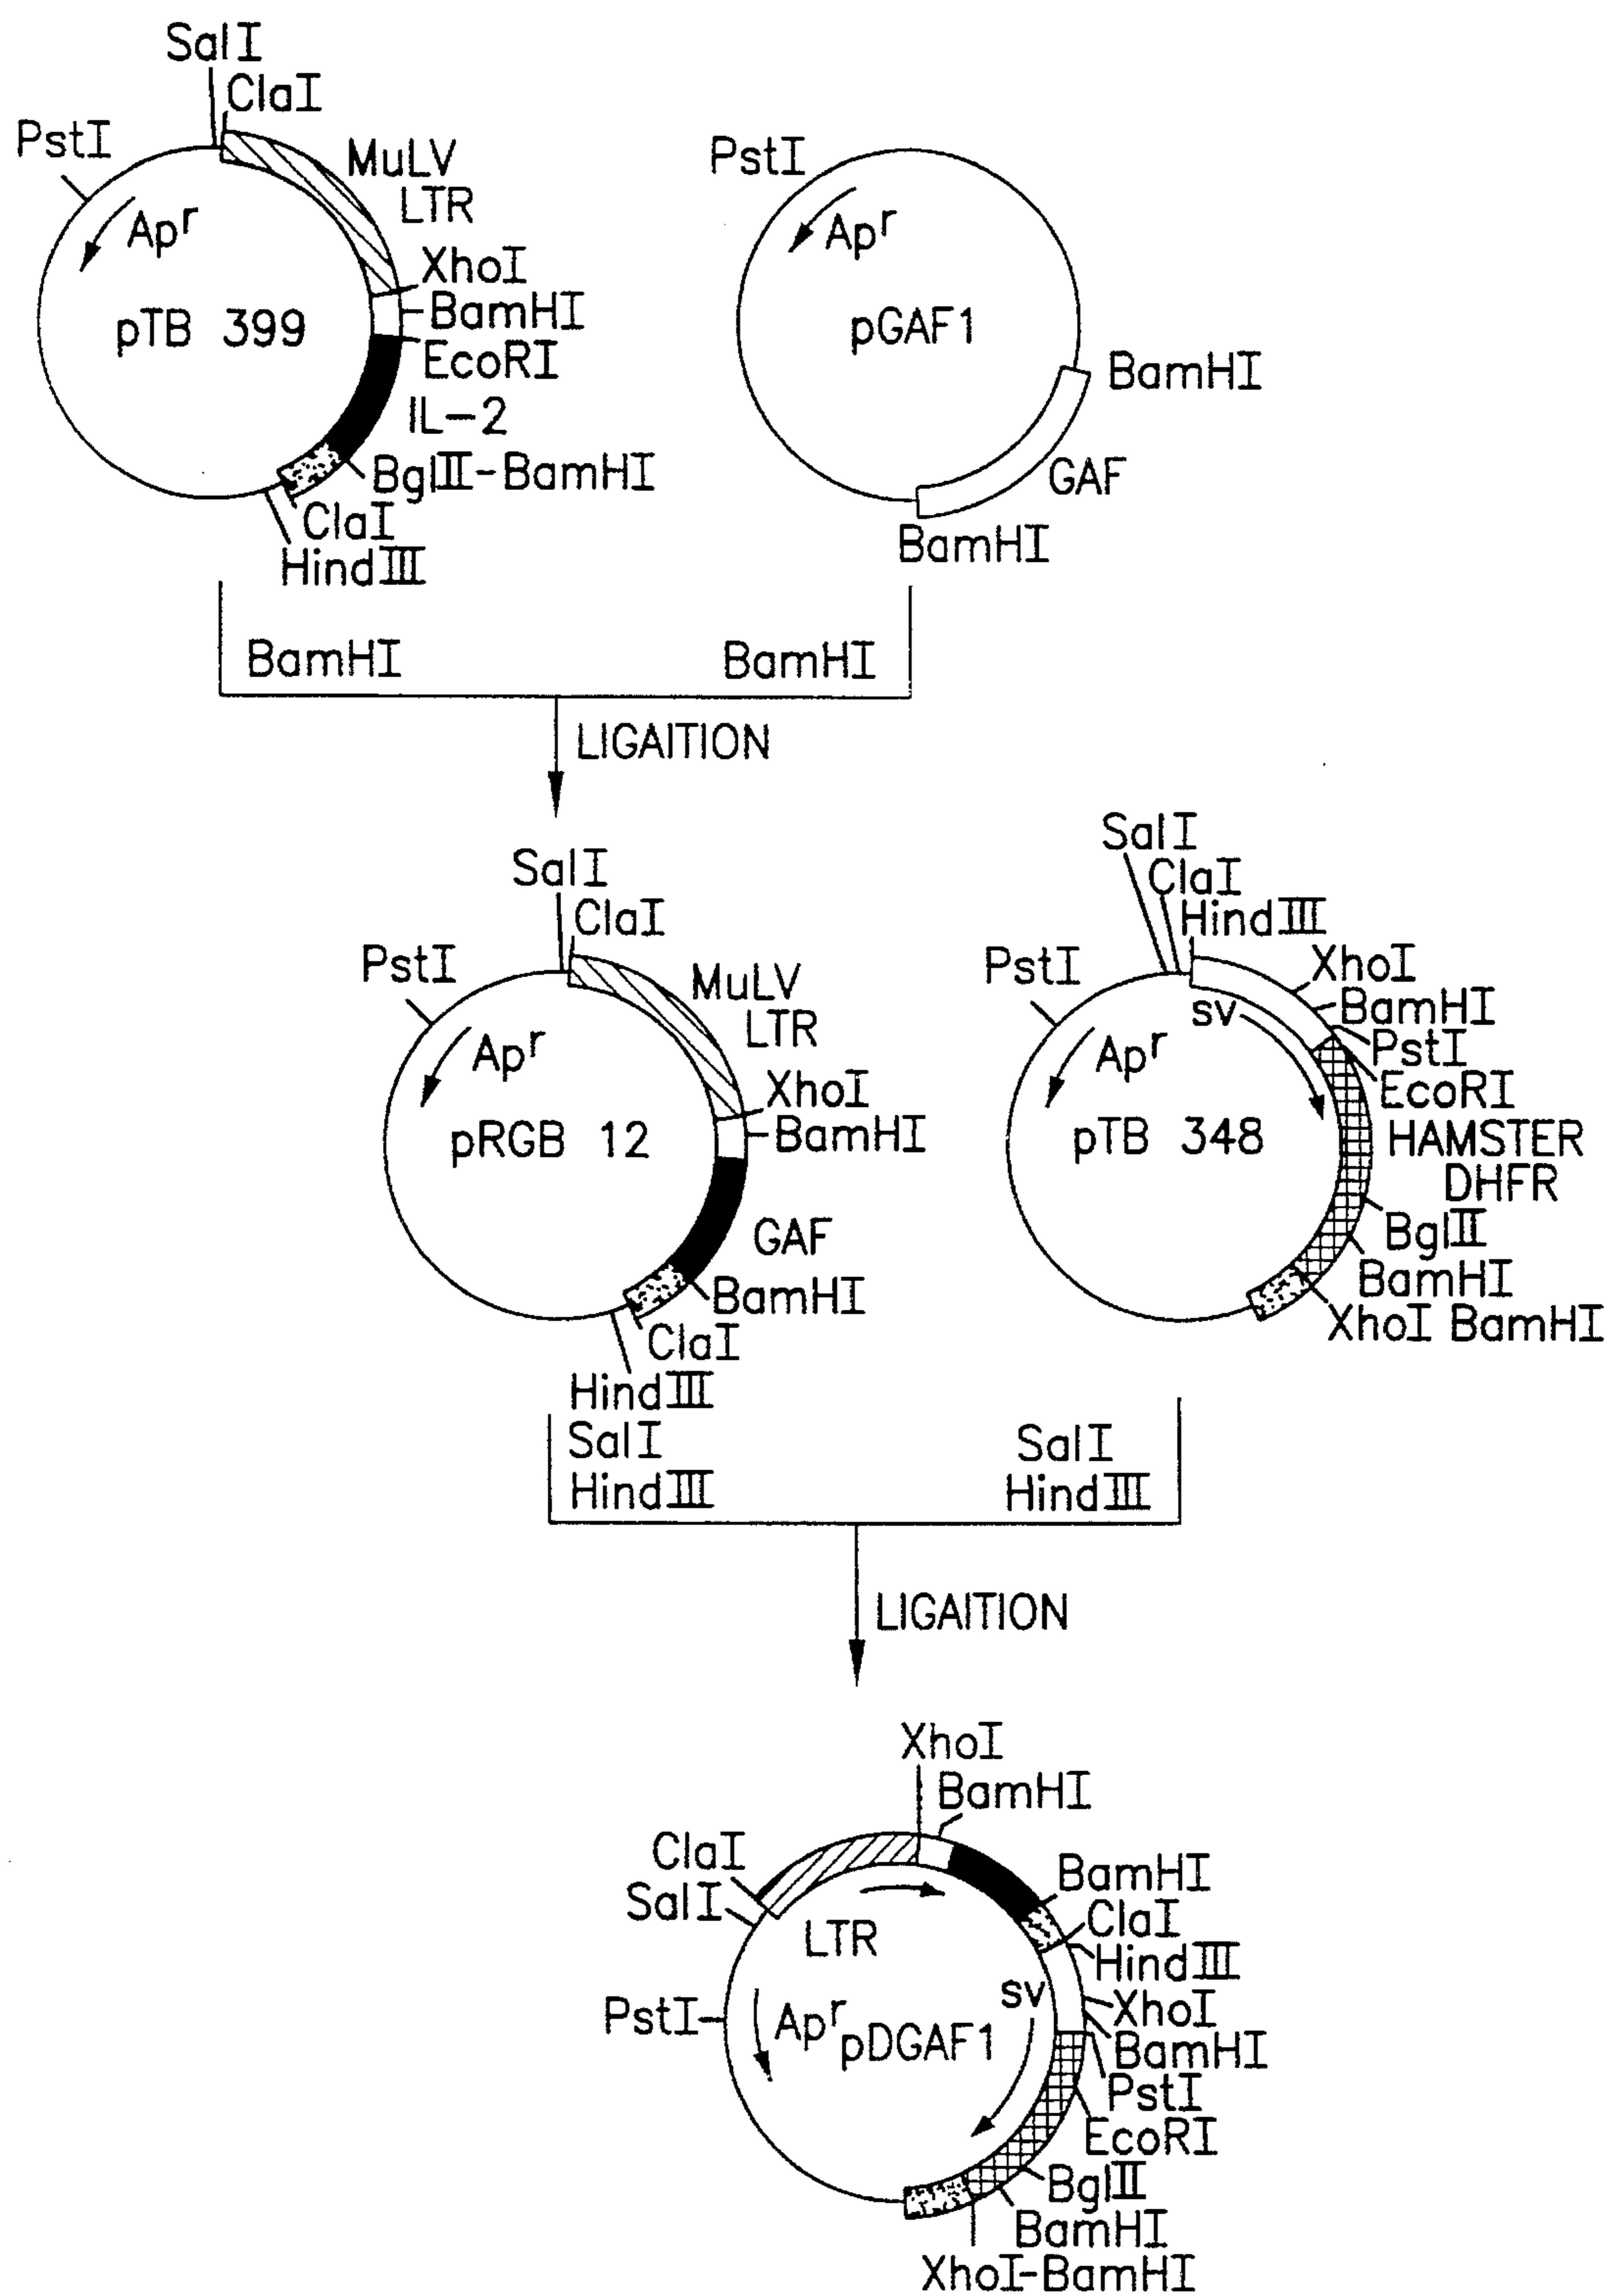 SalI
ClaI
PstI
MuLV
LTR
Apr
XhoI
BamHI
pTB 399
EcoRI
IL-2
BglII-BamHI
ClaI
HindIII
PstI
Apr
pGAF1
BamHI
GAF
BamHI
BamHI
BamHI
LIGAITION
SalI
ClaI
PstI
MuLV
LTR
Apr
XhoI
BamHI
pRGB 12
GAF
BamHI
ClaI
HindIII
SalI
HindIII
SalI
ClaI
HindIII
PstI
XhoI
BamHI
sv
PstI
Apr
EcoRI
pTB 348
HAMSTER
DHFR
BglII
BamHI
XhoI BamHI
SalI
HindIII
LIGAITION
XhoI
BamHI
ClaI
SalI
BamHI
ClaI
LTR
HindIII
sv
XhoI
PstI
Apr
pDGAF1
BamHI
PstI
EcoRI
BglII
BamHI
XhoI-BamHI